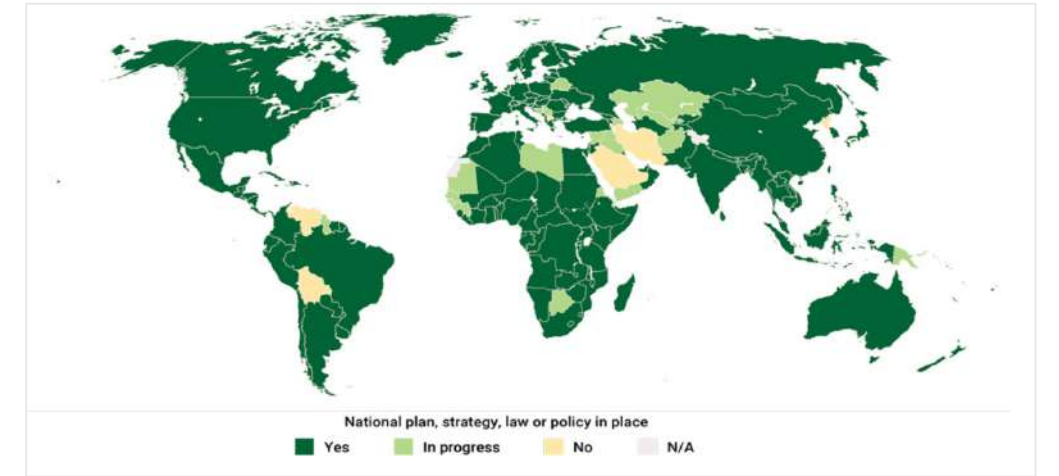 National plan, strategy, law or policy in place
Yes In progress No N/A